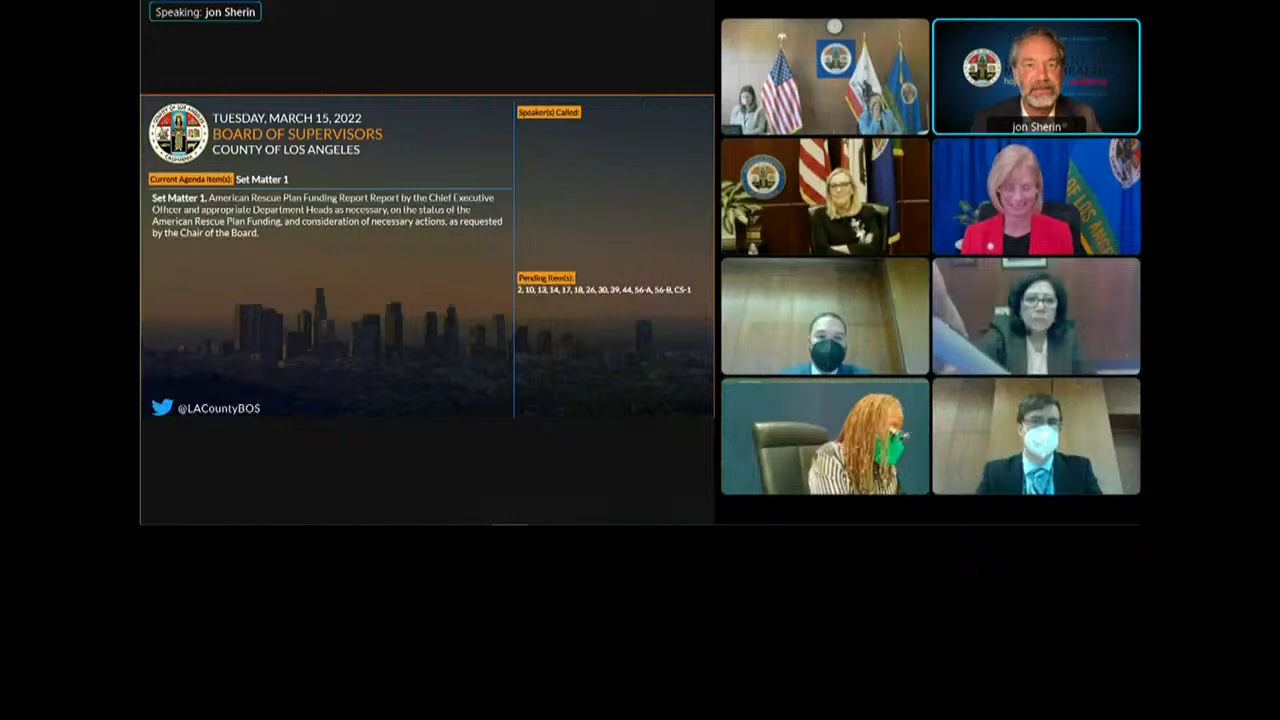 Speaking: jon Sherin
TUESDAY, MARCH 15, 2022
BOARD OF SUPERVISORS
COUNTY OF LOS ANGELES
Current Agenda Item(s): Set Matter 1
Set Matter 1. American Rescue Plan Funding Report Report by the Chief Executive
Officer and appropriate Department Heads as necessary, on the status of the
American Rescue Plan Funding, and consideration of necessary actions, as requested
by the Chair of the Board.
@LACountyBOS
Speaker(s) Called:
Pending Item(s):
2, 10, 13, 14, 17, 18, 26, 30, 39, 44, 56-A, 56-B, CS-1
jon Sherin